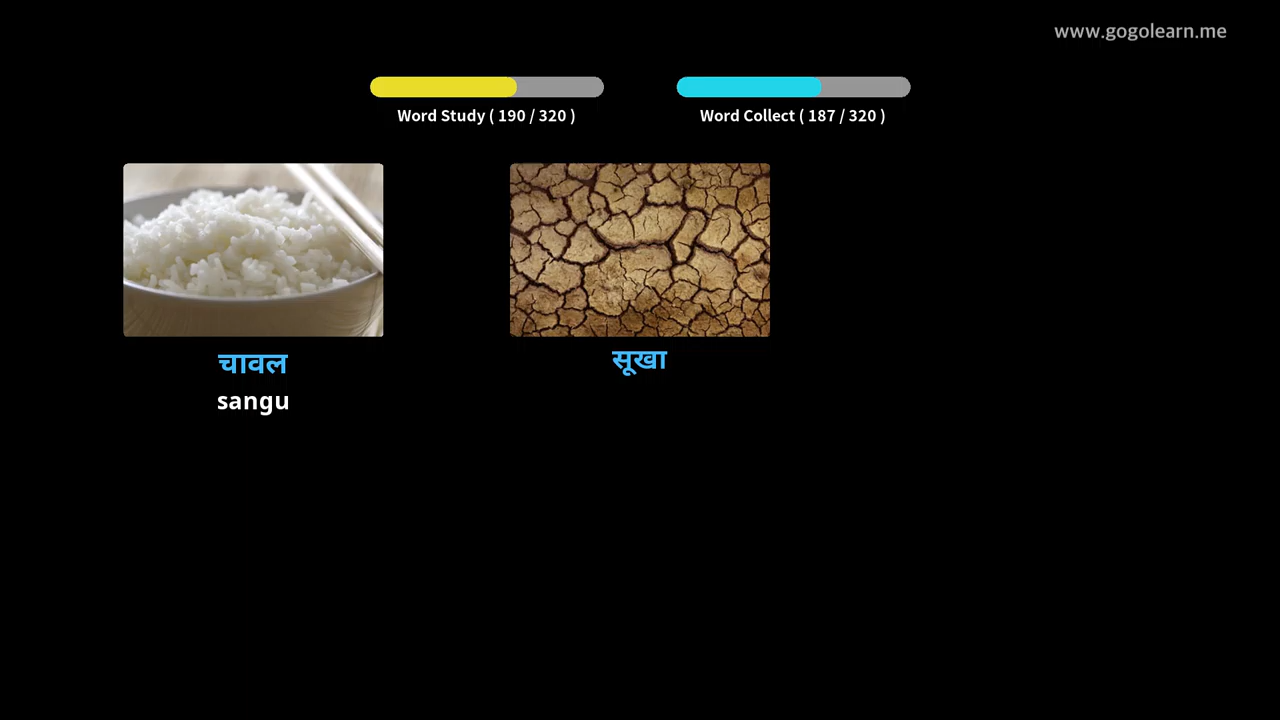 www.gogolearn.me
Word Study ( 190 / 320 )
Word Collect ( 187 / 320 )
चावल
सूखा
sangu